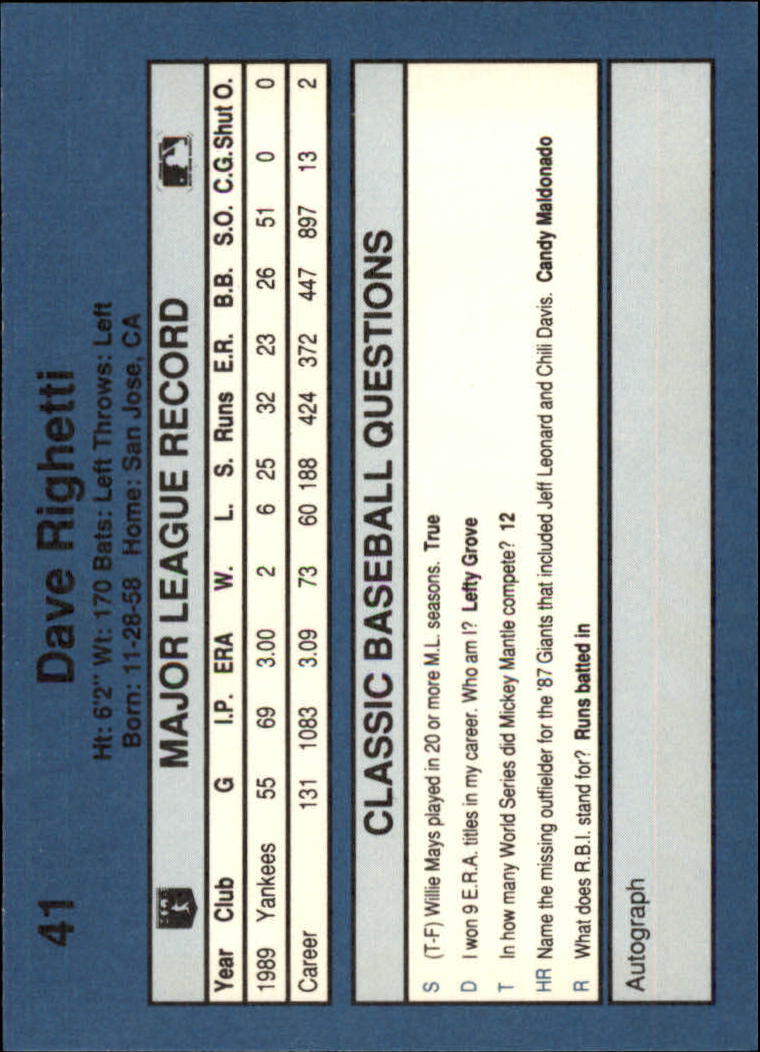 41 Dave Righetti
Ht: 6'2" Wt: 170 Bats: Left Throws: Left
Born: 11-28-58 Home: San Jose, CA
MAJOR LEAGUE RECORD
Year Club G I.P. ERA W. L. S. Runs E.R. B.B. S.O. C.G. Shut O.
1989 Yankees 55 69 3.00 2 6 25 32 23 26 51 0 0
Career 131 1083 3.09 73 60 188 424 372 447 897 13 2
CLASSIC BASEBALL QUESTIONS
S (T-F) Willie Mays played in 20 or more M.L. seasons. True
D I won 9 E.R.A. titles in my career. Who am I? Lefty Grove
T In how many World Series did Mickey Mantle compete? 12
HR Name the missing outfielder for the '87 Giants that included Jeff Leonard and Chili Davis. Candy Maldonado
R What does R.B.I. stand for? Runs batted in
Autograph